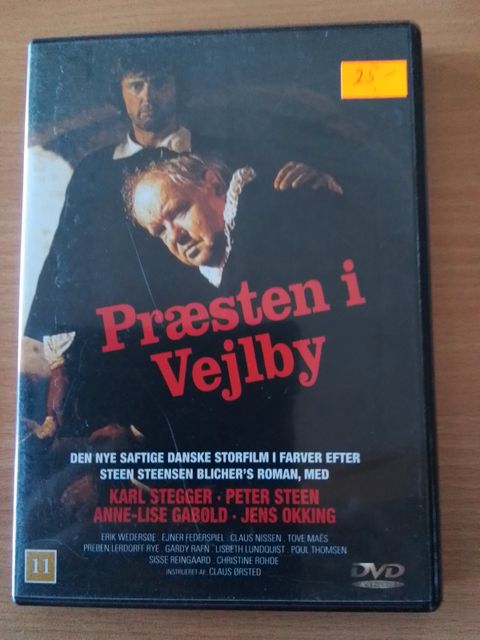 25,-
Præsten i
Vejlby
DEN NYE SAFTIGE DANSKE STORFILM I FARVER EFTER
STEEN STEENSEN BLICHER'S ROMAN, MED
KARL STEGGER · PETER STEEN
ANNE-LISE GABOLD · JENS OKKING
ERIK WEDERSØE . EJNER FEDERSPIEL . CLAUS NISSEN . TOVE MAËS
PREBEN LERDORFF RYE . GARDY RAFN . LISBETH LUNDQUIST . POUL THOMSEN
SISSE REINGAARD . CHRISTINE ROHDE
INSTRUERET AF: CLAUS ØRSTED
11
DVD